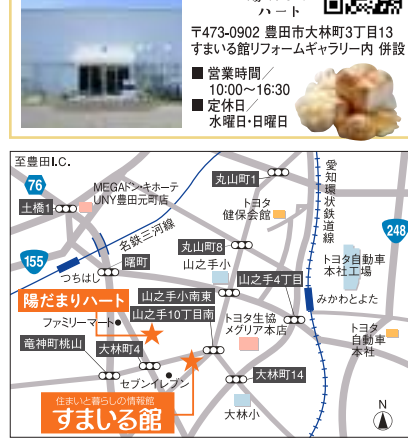 ハート
〒473-0902 豊田市大林町3丁目13
すまいる館リフォームギャラリー内 併設
■営業時間／
10:00〜16:30
■定休日／
水曜日・日曜日
至豊田I.C.
76
土橋1
MEGAドン・キホーテ
UNY豊田元町店
丸山町1
トヨタ
健保会館
愛知環状鉄道線
248
名鉄三河線
155
つちはし
曙町
丸山町8
山之手小
山之手4丁目
トヨタ自動車
本社工場
みかわとよた
陽だまりハート
ファミリーマート
山之手小南東
山之手10丁目南
トヨタ生協
メグリア本店
トヨタ
自動車
本社
竜神町桃山
大林町4
セブンイレブン
大林町14
住まいと暮らしの情報館
すまいる館
大林小
N